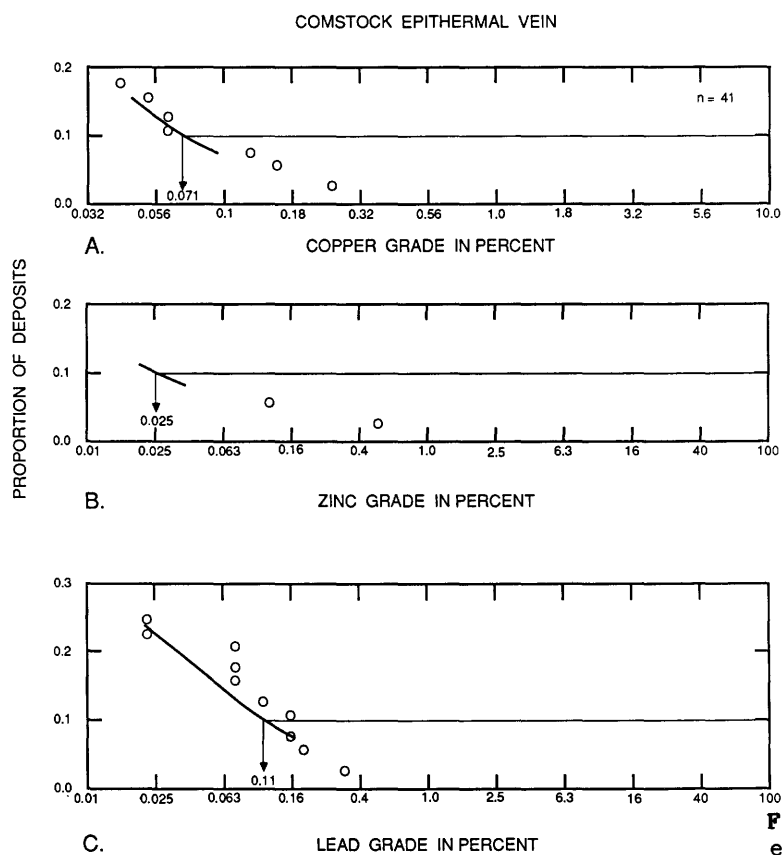 COMSTOCK EPITHERMAL VEIN
PROPORTION OF DEPOSITS
0.2
0.1
0.0
n = 41
0.071
0.032 0.056 0.1 0.18 0.32 0.56 1.0 1.8 3.2 5.6 10.0
A. COPPER GRADE IN PERCENT
0.2
0.1
0.0
0.025
0.01 0.025 0.063 0.16 0.4 1.0 2.5 6.3 16 40 100
B. ZINC GRADE IN PERCENT
0.3
0.2
0.1
0.0
0.11
0.01 0.025 0.063 0.16 0.4 1.0 2.5 6.3 16 40 100
C. LEAD GRADE IN PERCENT
F
e